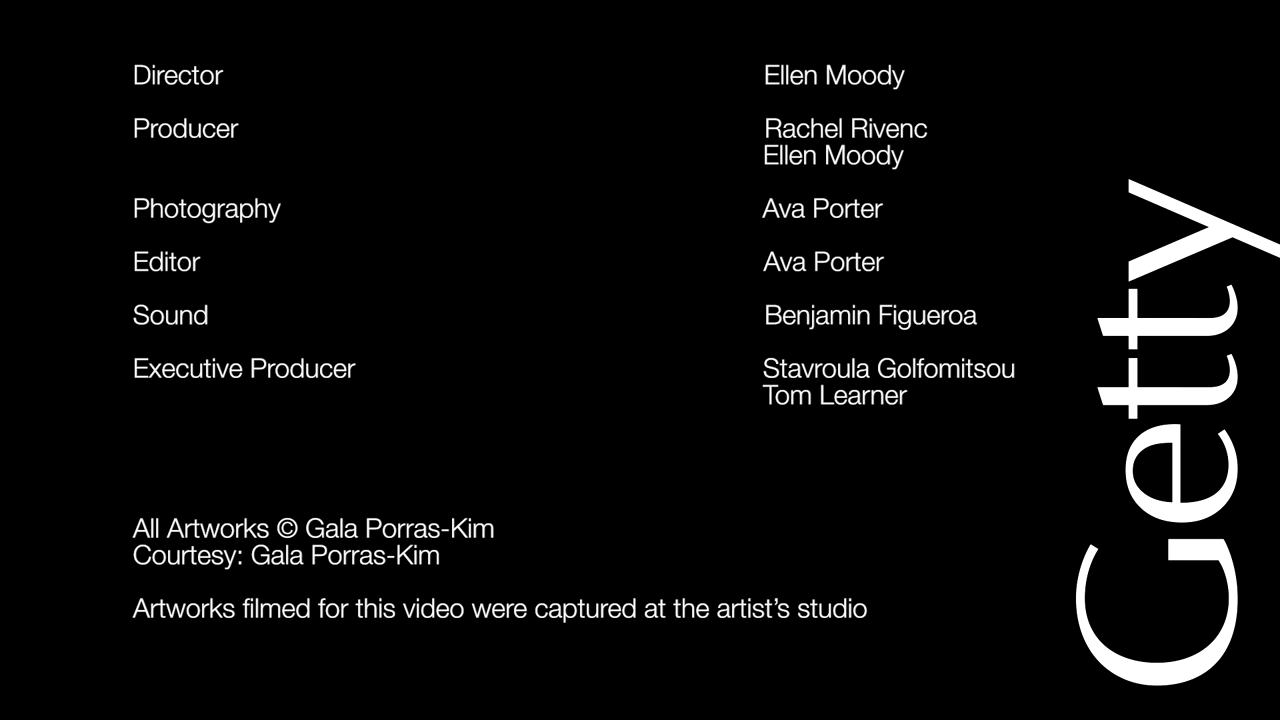 Director Ellen Moody
Producer Rachel Rivenc
Ellen Moody
Photography Ava Porter
Editor Ava Porter
Sound Benjamin Figueroa
Executive Producer Stavroula Golfomitsou
Tom Learner
All Artworks © Gala Porras-Kim
Courtesy: Gala Porras-Kim
Artworks filmed for this video were captured at the artist’s studio
Getty